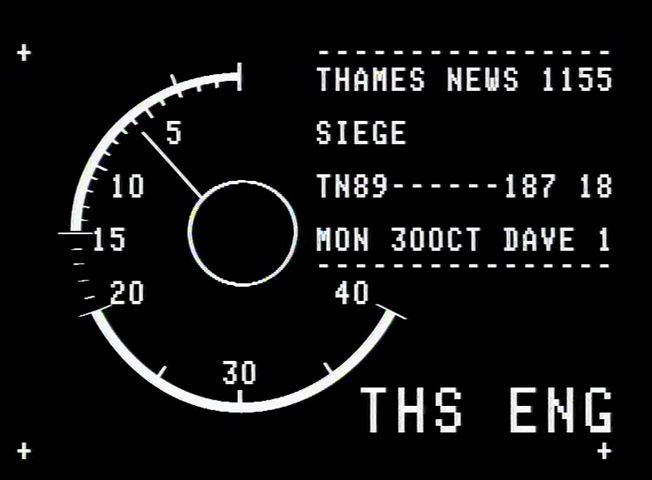 ----------------
THAMES NEWS 1155
SIEGE
TN89------187 18
MON 30OCT DAVE 1
----------------
5
10
15
20
30
40
THS ENG